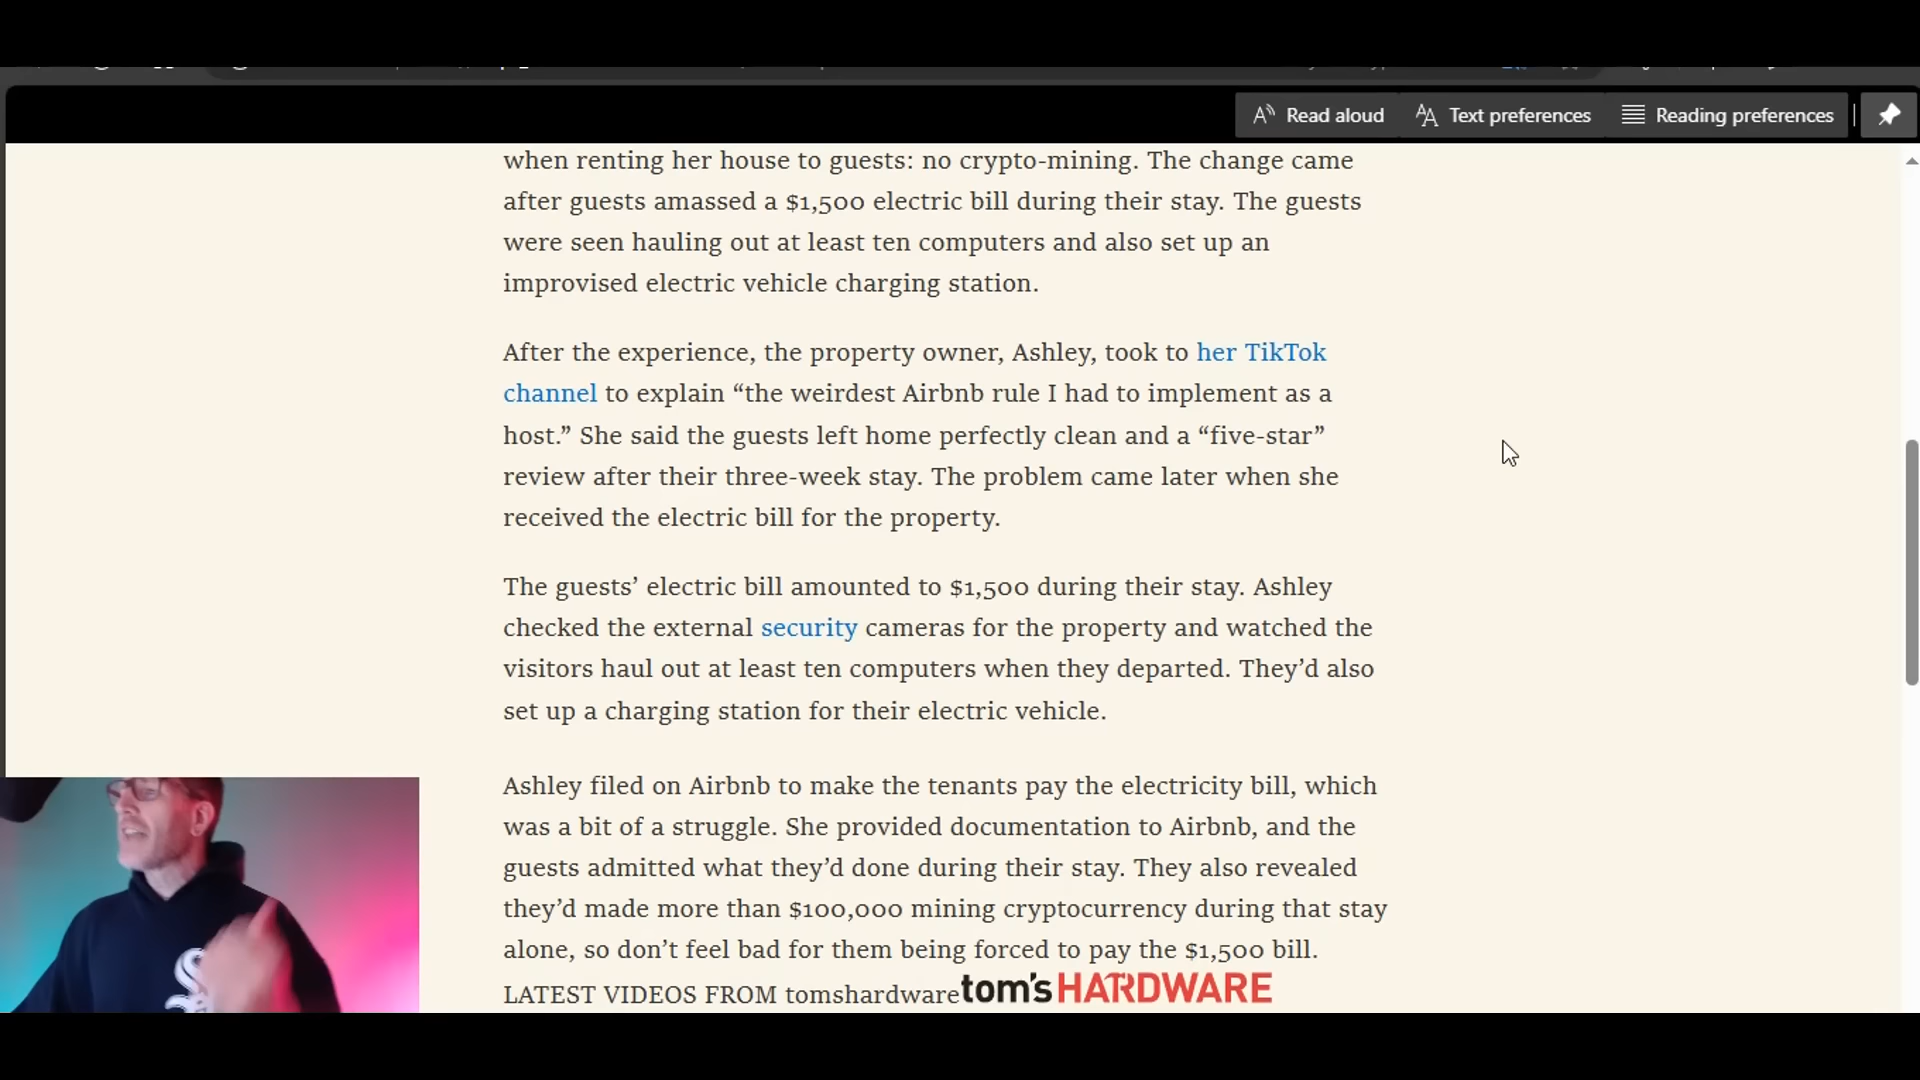 Read aloud
Text preferences
Reading preferences
when renting her house to guests: no crypto-mining. The change came
after guests amassed a $1,500 electric bill during their stay. The guests
were seen hauling out at least ten computers and also set up an
improvised electric vehicle charging station.
After the experience, the property owner, Ashley, took to her TikTok
channel to explain “the weirdest Airbnb rule I had to implement as a
host.” She said the guests left home perfectly clean and a “five-star”
review after their three-week stay. The problem came later when she
received the electric bill for the property.
The guests’ electric bill amounted to $1,500 during their stay. Ashley
checked the external security cameras for the property and watched the
visitors haul out at least ten computers when they departed. They’d also
set up a charging station for their electric vehicle.
Ashley filed on Airbnb to make the tenants pay the electricity bill, which
was a bit of a struggle. She provided documentation to Airbnb, and the
guests admitted what they’d done during their stay. They also revealed
they’d made more than $100,000 mining cryptocurrency during that stay
alone, so don’t feel bad for them being forced to pay the $1,500 bill.
LATEST VIDEOS FROM tomshardware tom's HARDWARE